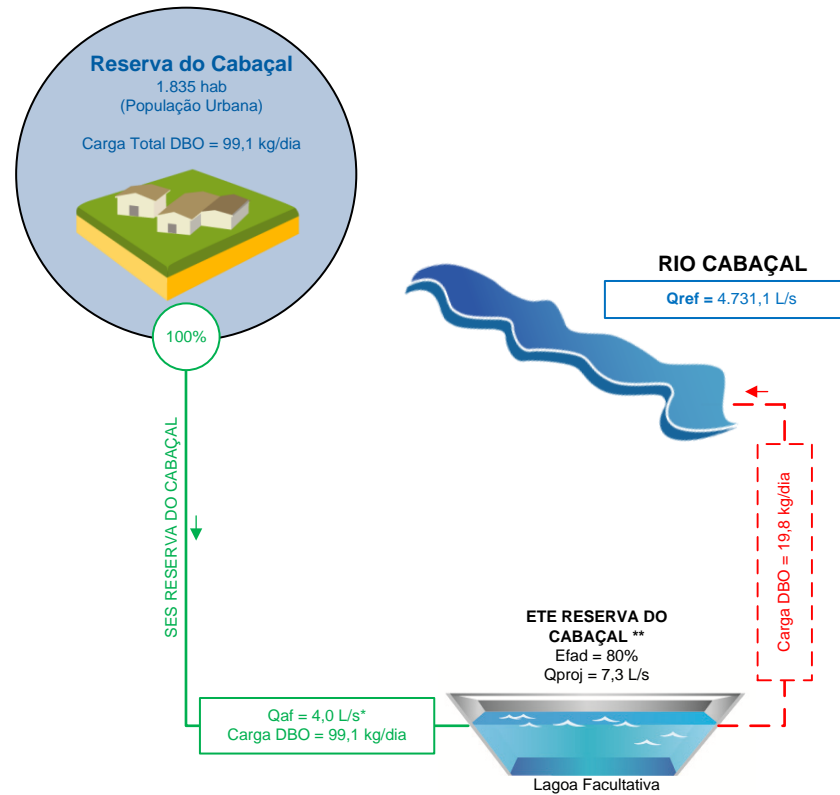 Reserva do Cabaçal
1.835 hab
(População Urbana)
Carga Total DBO = 99,1 kg/dia
100%
SES RESERVA DO CABAÇAL
Qaf = 4,0 L/s*
Carga DBO = 99,1 kg/dia
ETE RESERVA DO
CABAÇAL **
Efad = 80%
Qproj = 7,3 L/s
Lagoa Facultativa
Carga DBO = 19,8 kg/dia
RIO CABAÇAL
Qref = 4.731,1 L/s